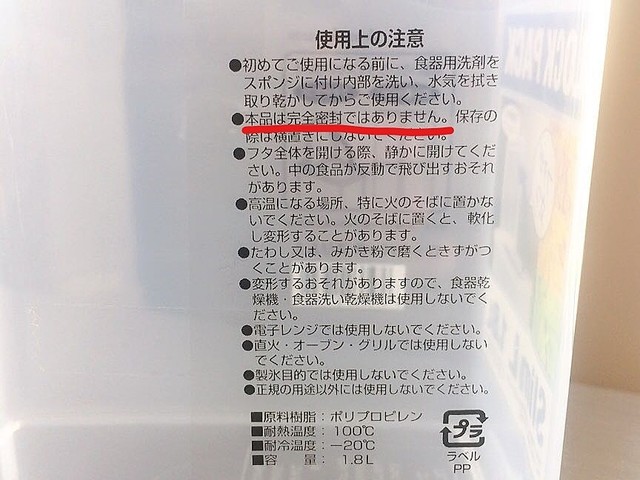 使用上の注意
●初めてご使用になる前に、食器用洗剤を
スポンジに付け内部を洗い、水気を拭き
取り乾かしてからご使用ください。
●本品は完全密封ではありません。保存の
際は横置きにしないでください。
●フタ全体を開ける際、静かに開けてくだ
さい。中の食品が反動で飛び出すおそれ
があります。
●高温になる場所、特に火のそばに置かな
いでください。火のそばに置くと、軟化
し変形することがあります。
●たわし又は、みがき粉で磨くときずがつ
くことがあります。
●変形するおそれがありますので、食器乾
燥機・食器洗い乾燥機は使用しないでく
ださい。
●電子レンジでは使用しないでください。
●直火・オーブン・グリルでは使用しない
でください。
●製氷目的では使用しないでください。
●正規の用途以外には使用しないでください。
■原料樹脂：ポリプロピレン
■耐熱温度：100℃
■耐冷温度：－20℃
■容　　量：1.8L
プラ
ラベル
PP